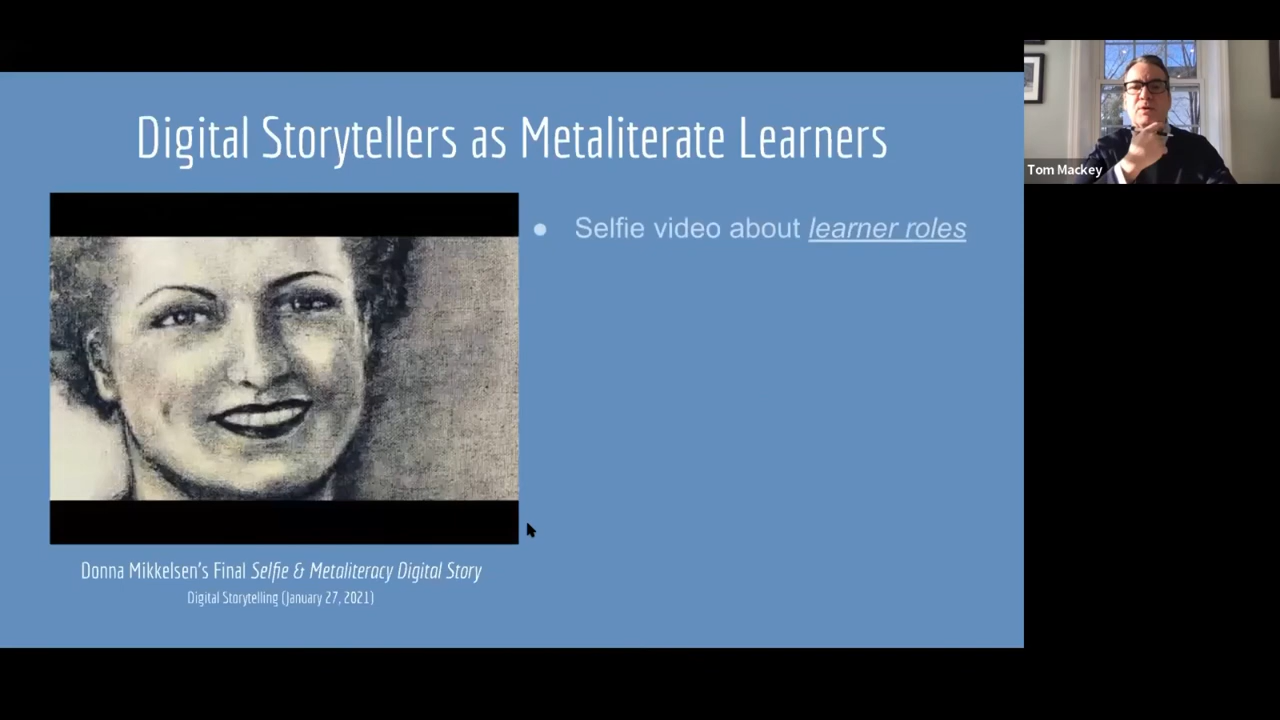 Digital Storytellers as Metaliterate Learners
● Selfie video about learner roles
Donna Mikkelsen's Final Selfie & Metaliteracy Digital Story
Digital Storytelling (January 27, 2021)
Tom Mackey